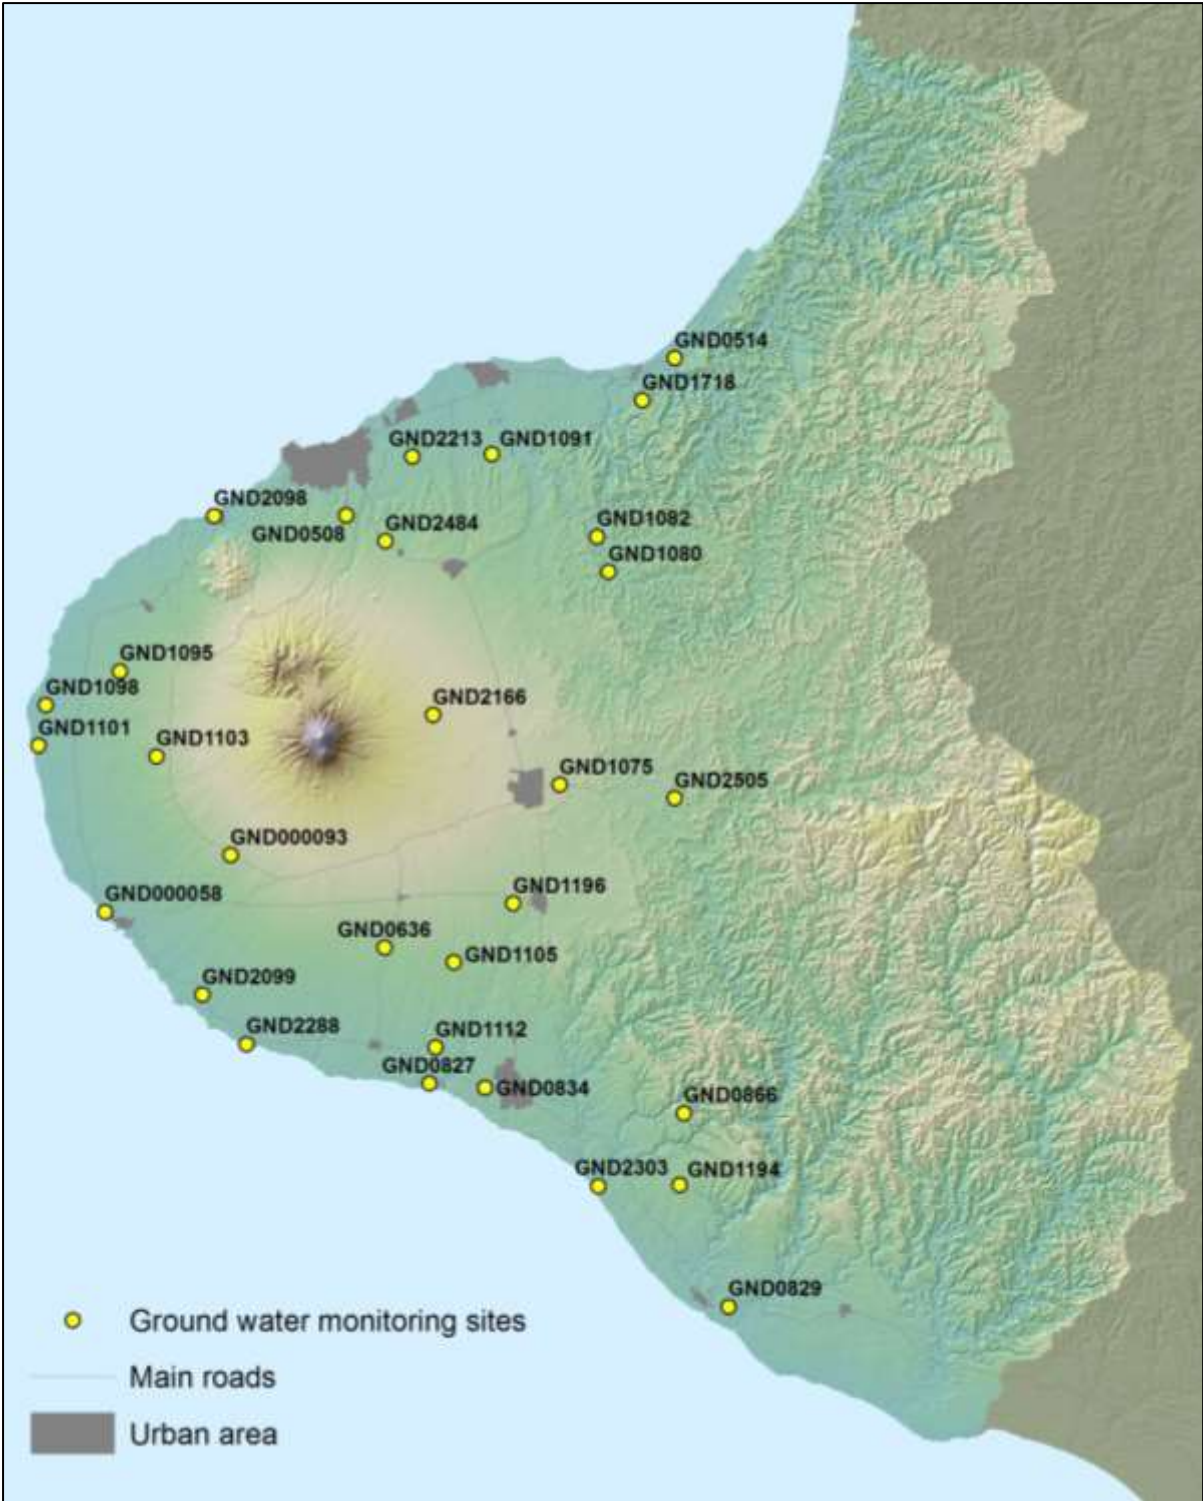 GND0514
GND1718
GND2213
GND1091
GND2098
GND0508
GND2484
GND1082
GND1080
GND1095
GND1098
GND2166
GND1101
GND1103
GND1075
GND2505
GND000093
GND000058
GND1196
GND0636
GND1105
GND2099
GND2288
GND1112
GND0827
GND0834
GND0866
GND2303
GND1194
GND0829
Ground water monitoring sites
Main roads
Urban area